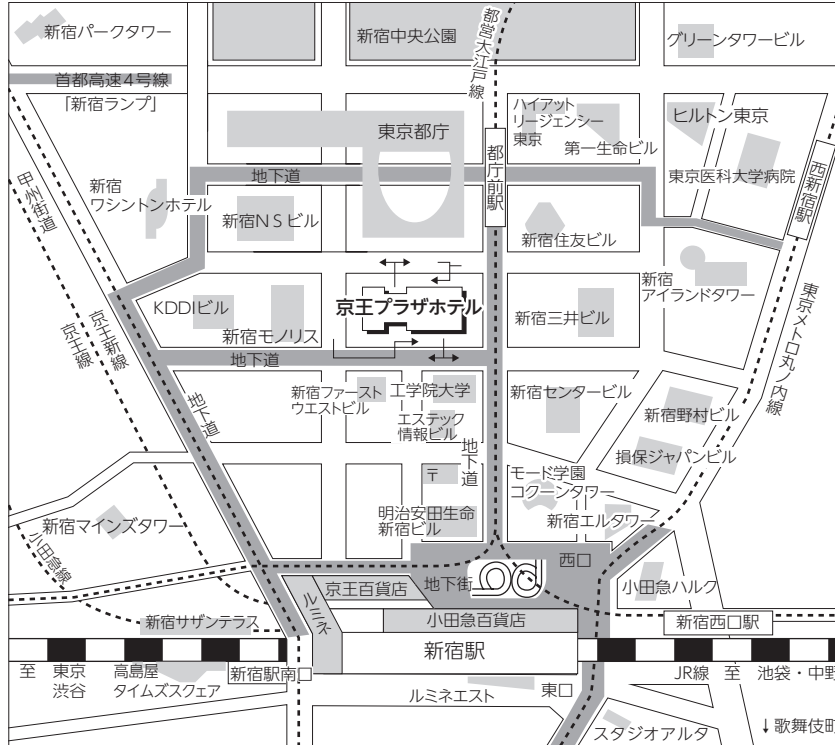 新宿パークタワー
新宿中央公園
都営大江戸線
グリーンタワービル
首都高速4号線
「新宿ランプ」
東京都庁
ハイアット
リージェンシー
東京
第一生命ビル
ヒルトン東京
東京医科大学病院
西新宿駅
都庁前駅
甲州街道
地下道
新宿
ワシントンホテル
新宿NSビル
新宿住友ビル
新宿
アイランドタワー
京王プラザホテル
KDDIビル
新宿モノリス
新宿三井ビル
東京メトロ丸ノ内線
京王新線
京王線
地下道
地下道
新宿ファースト
ウエストビル
工学院大学
エステック
情報ビル
地下道
新宿センタービル
新宿野村ビル
損保ジャパンビル
〒
モード学園
コクーンタワー
明治安田生命
新宿ビル
新宿エルタワー
新宿マインズタワー
小田急線
西口
地下街
京王百貨店
ルミネ
小田急ハルク
小田急百貨店
新宿サザンテラス
新宿西口駅
新宿駅
至 東京
渋谷
高島屋
タイムズスクェア
新宿駅南口
JR線 至 池袋・中野
ルミネエスト
東口
スタジオアルタ
↓歌舞伎町